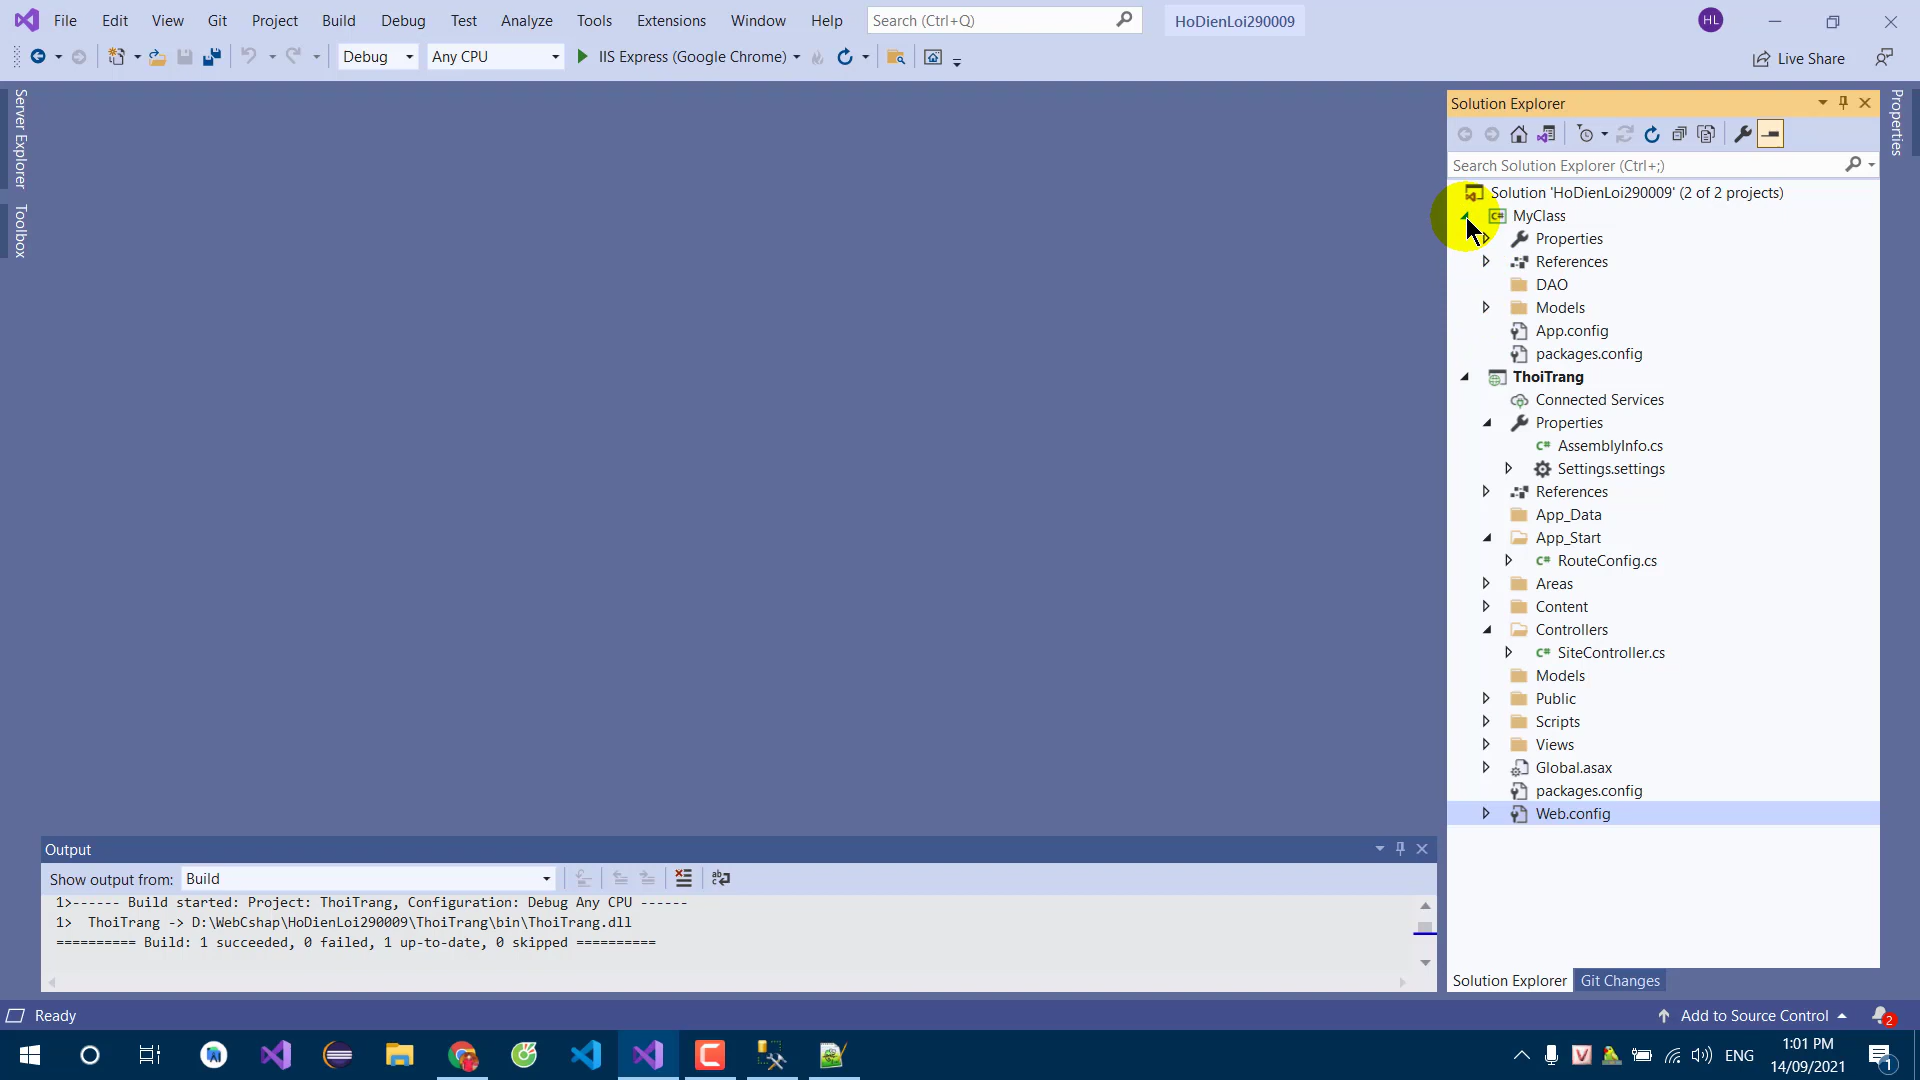 File Edit View Git Project Build Debug Test Analyze Tools Extensions Window Help Search (Ctrl+Q) HoDienLoi290009 HL
Debug Any CPU IIS Express (Google Chrome) Live Share
Server Explorer
Toolbox
Solution Explorer
Search Solution Explorer (Ctrl+;)
Solution 'HoDienLoi290009' (2 of 2 projects)
C# MyClass
Properties
References
DAO
Models
App.config
packages.config
ThoiTrang
Connected Services
Properties
C# AssemblyInfo.cs
Settings.settings
References
App_Data
App_Start
C# RouteConfig.cs
Areas
Content
Controllers
C# SiteController.cs
Models
Public
Scripts
Views
Global.asax
packages.config
Web.config
Solution Explorer Git Changes
Properties
Output
Show output from: Build
1>------ Build started: Project: ThoiTrang, Configuration: Debug Any CPU ------
1>  ThoiTrang -> D:\WebCshap\HoDienLoi290009\ThoiTrang\bin\ThoiTrang.dll
========== Build: 1 succeeded, 0 failed, 1 up-to-date, 0 skipped ==========
Ready Add to Source Control 2
ENG 1:01 PM 1
14/09/2021